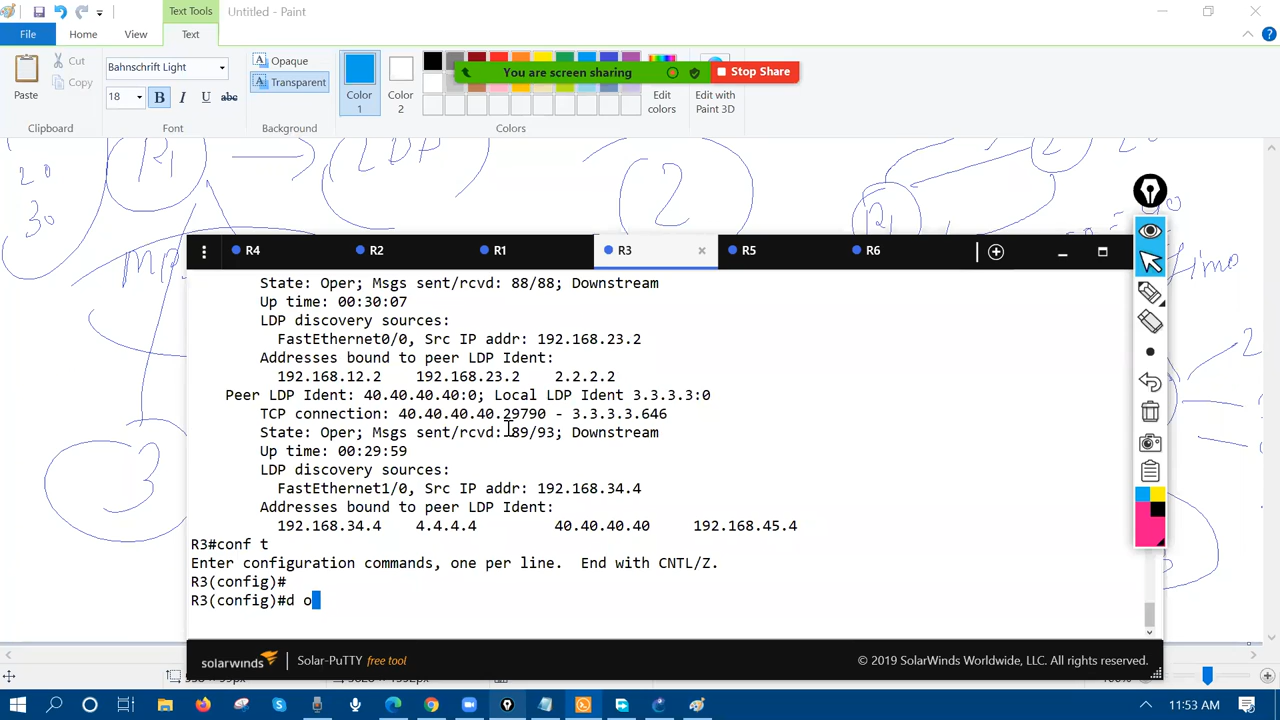 Text Tools
Untitled - Paint
File
Home
View
Text
Paste
Cut
Copy
Clipboard
Bahnschrift Light
18
B
I
U
abc
Font
Opaque
Transparent
Background
Color
1
Color
2
Edit
colors
Edit with
Paint 3D
Colors
You are screen sharing
Stop Share
20
30
R1
LDP
2
R1
3
R4
R2
R1
R3
R5
R6
State: Oper; Msgs sent/rcvd: 88/88; Downstream
Up time: 00:30:07
LDP discovery sources:
FastEthernet0/0, Src IP addr: 192.168.23.2
Addresses bound to peer LDP Ident:
192.168.12.2 192.168.23.2 2.2.2.2
Peer LDP Ident: 40.40.40.40:0; Local LDP Ident 3.3.3.3:0
TCP connection: 40.40.40.40.29790 - 3.3.3.3.646
State: Oper; Msgs sent/rcvd: 89/93; Downstream
Up time: 00:29:59
LDP discovery sources:
FastEthernet1/0, Src IP addr: 192.168.34.4
Addresses bound to peer LDP Ident:
192.168.34.4 4.4.4.4 40.40.40.40 192.168.45.4
R3#conf t
Enter configuration commands, one per line. End with CNTL/Z.
R3(config)#
R3(config)#d o
solarwinds
Solar-PuTTY free tool
© 2019 SolarWinds Worldwide, LLC. All rights reserved.
11:53 AM